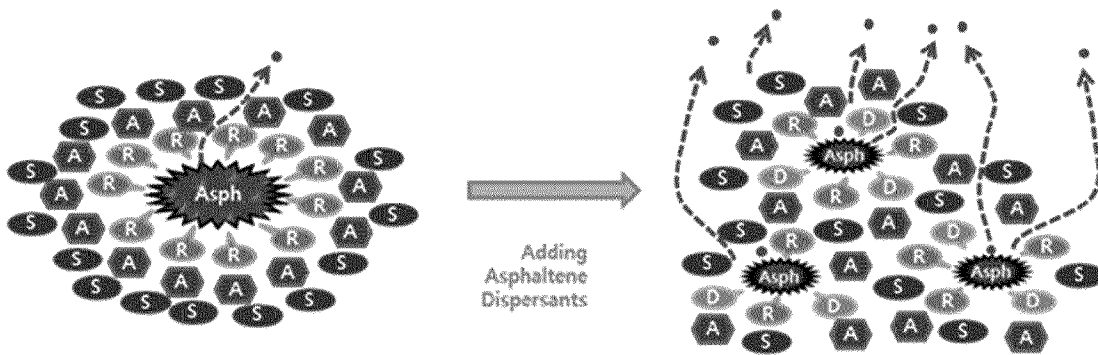 S S S S
S A A A A
R R R
A R R S
S
R Asph
A R A
S R A A R S
R R S
S A A S
S A A S
S S S
Adding
Asphaltene
Dispersants
S A
S A S
R D
A Asph R
A S
S D D
R S
A A
S A
S R D
R R
S Asph A Asph S
S
D R D R D
A S A A S A